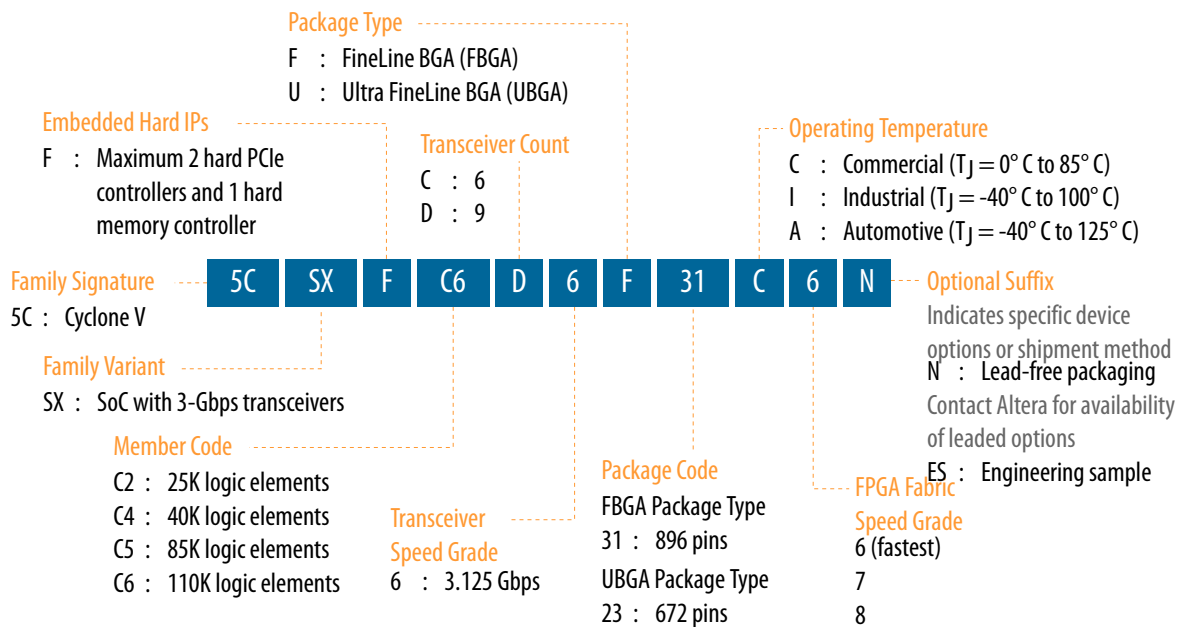 Package Type
F : FineLine BGA (FBGA)
U : Ultra FineLine BGA (UBGA)
Embedded Hard IPs
F : Maximum 2 hard PCIe
controllers and 1 hard
memory controller
Transceiver Count
C : 6
D : 9
Operating Temperature
C : Commercial (TJ = 0° C to 85° C)
I : Industrial (TJ = -40° C to 100° C)
A : Automotive (TJ = -40° C to 125° C)
Family Signature
5C : Cyclone V
5C SX F C6 D 6 F 31 C 6 N
Optional Suffix
Indicates specific device
options or shipment method
N : Lead-free packaging
Contact Altera for availability
of leaded options
ES : Engineering sample
Family Variant
SX : SoC with 3-Gbps transceivers
Member Code
C2 : 25K logic elements
C4 : 40K logic elements
C5 : 85K logic elements
C6 : 110K logic elements
Transceiver
Speed Grade
6 : 3.125 Gbps
Package Code
FBGA Package Type
31 : 896 pins
UBGA Package Type
23 : 672 pins
FPGA Fabric
Speed Grade
6 (fastest)
7
8